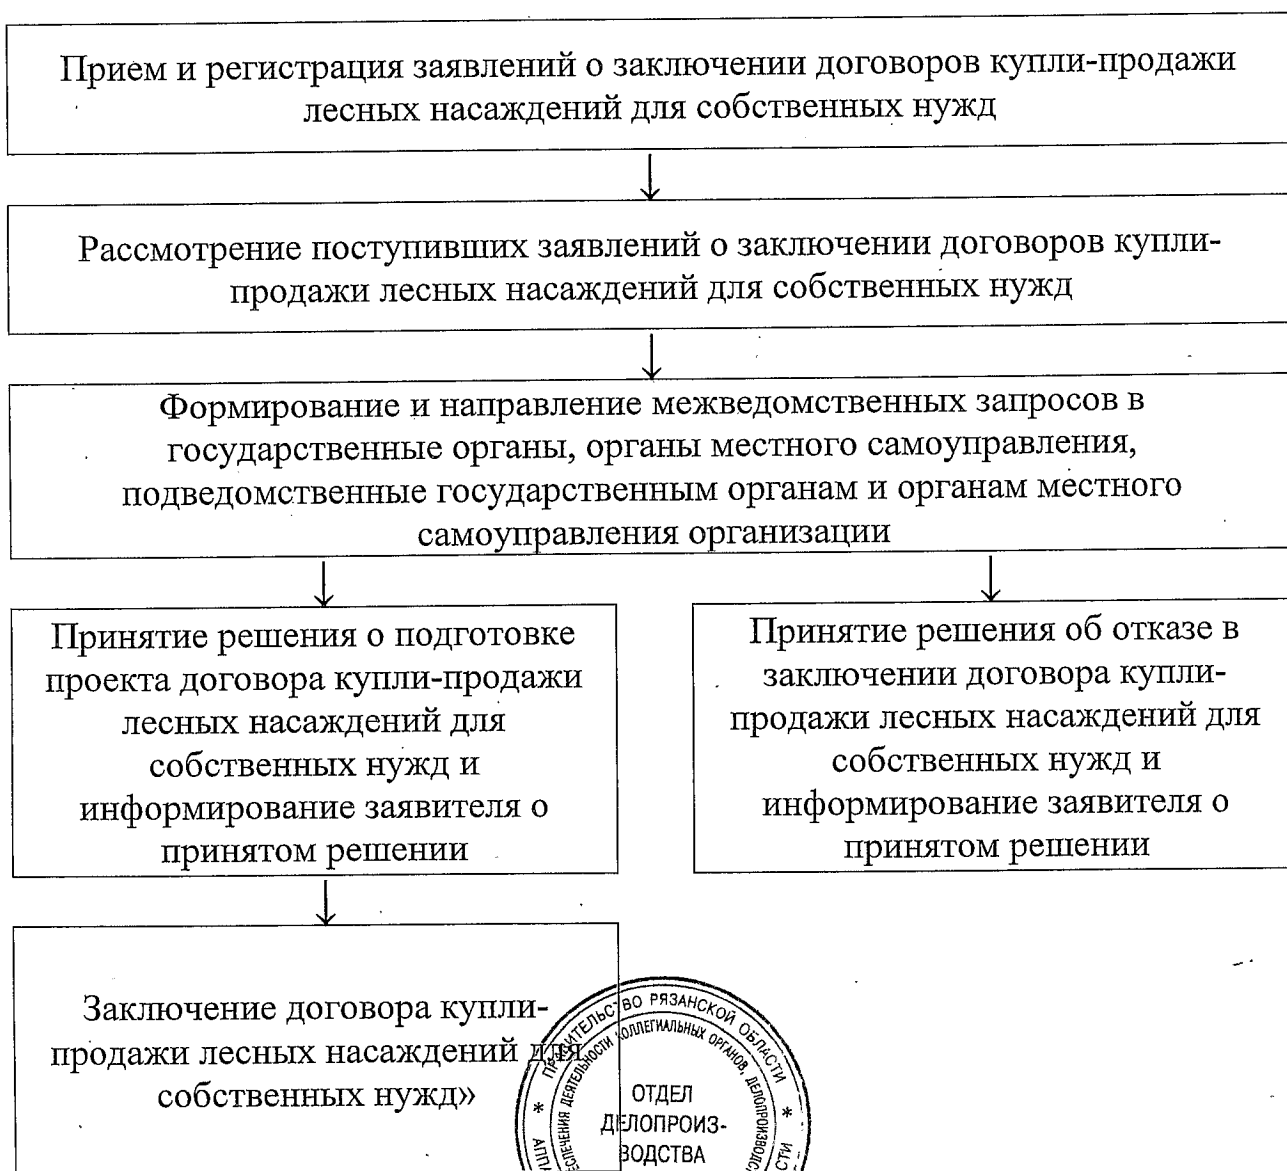 Прием и регистрация заявлений о заключении договоров купли-продажи
лесных насаждений для собственных нужд
Рассмотрение поступивших заявлений о заключении договоров купли-
продажи лесных насаждений для собственных нужд
Формирование и направление межведомственных запросов в
государственные органы, органы местного самоуправления,
подведомственные государственным органам и органам местного
самоуправления организации
Принятие решения о подготовке
проекта договора купли-продажи
лесных насаждений для
собственных нужд и
информирование заявителя о
принятом решении
Принятие решения об отказе в
заключении договора купли-
продажи лесных насаждений для
собственных нужд и
информирование заявителя о
принятом решении
Заключение договора купли-
продажи лесных насаждений для
собственных нужд»
ПРАВИТЕЛЬСТВО РЯЗАНСКОЙ ОБЛАСТИ
ДЕЯТЕЛЬНОСТИ КОЛЛЕГИАЛЬНЫХ ОРГАНОВ,
ОТДЕЛ
ДЕЛОПРОИЗ-
ВОДСТВА